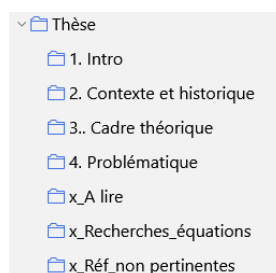 Thèse
1. Intro
2. Contexte et historique
3.. Cadre théorique
4. Problématique
x_A lire
x_Recherches_équations
x_Réf_non pertinentes